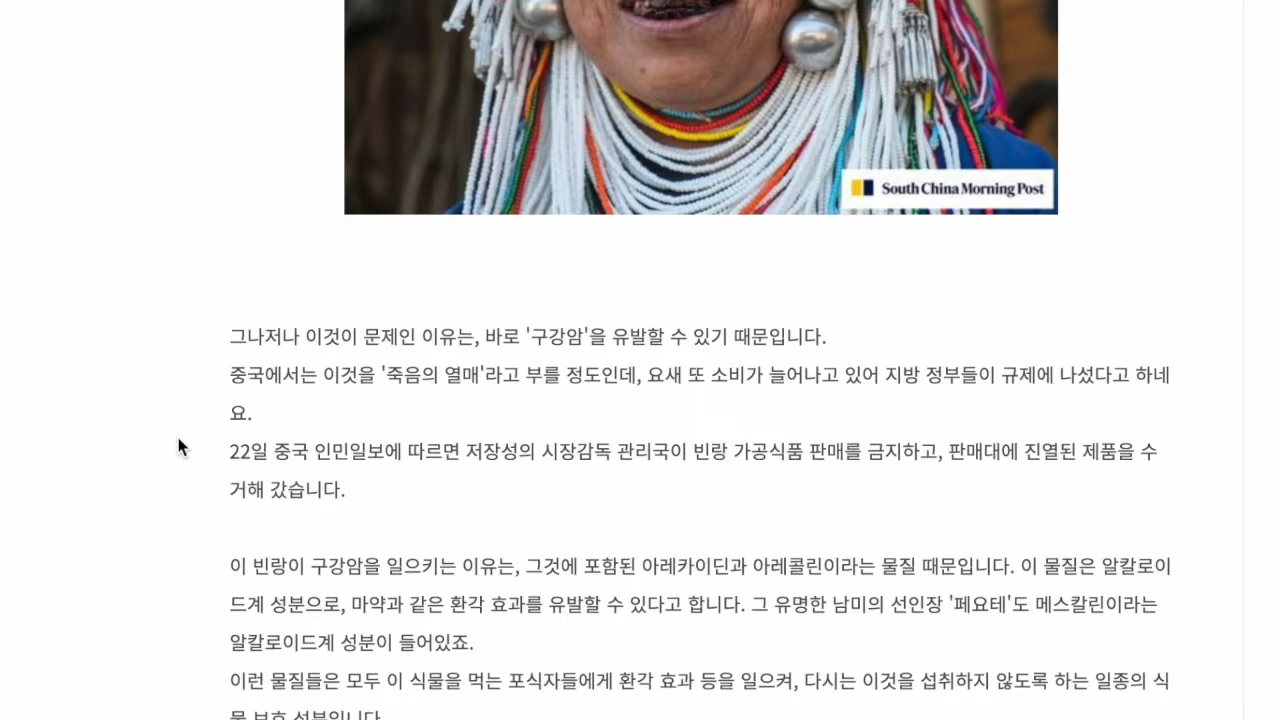 South China Morning Post
그나저나 이것이 문제인 이유는, 바로 '구강암'을 유발할 수 있기 때문입니다.
중국에서는 이것을 '죽음의 열매'라고 부를 정도인데, 요새 또 소비가 늘어나고 있어 지방 정부들이 규제에 나섰다고 하네
요.
22일 중국 인민일보에 따르면 저장성의 시장감독 관리국이 빈랑 가공식품 판매를 금지하고, 판매대에 진열된 제품을 수
거해 갔습니다.
이 빈랑이 구강암을 일으키는 이유는, 그것에 포함된 아레카이딘과 아레콜린이라는 물질 때문입니다. 이 물질은 알칼로이
드계 성분으로, 마약과 같은 환각 효과를 유발할 수 있다고 합니다. 그 유명한 남미의 선인장 '페요테'도 메스칼린이라는
알칼로이드계 성분이 들어있죠.
이런 물질들은 모두 이 식물을 먹는 포식자들에게 환각 효과 등을 일으켜, 다시는 이것을 섭취하지 않도록 하는 일종의 식
물 보호 성분입니다.